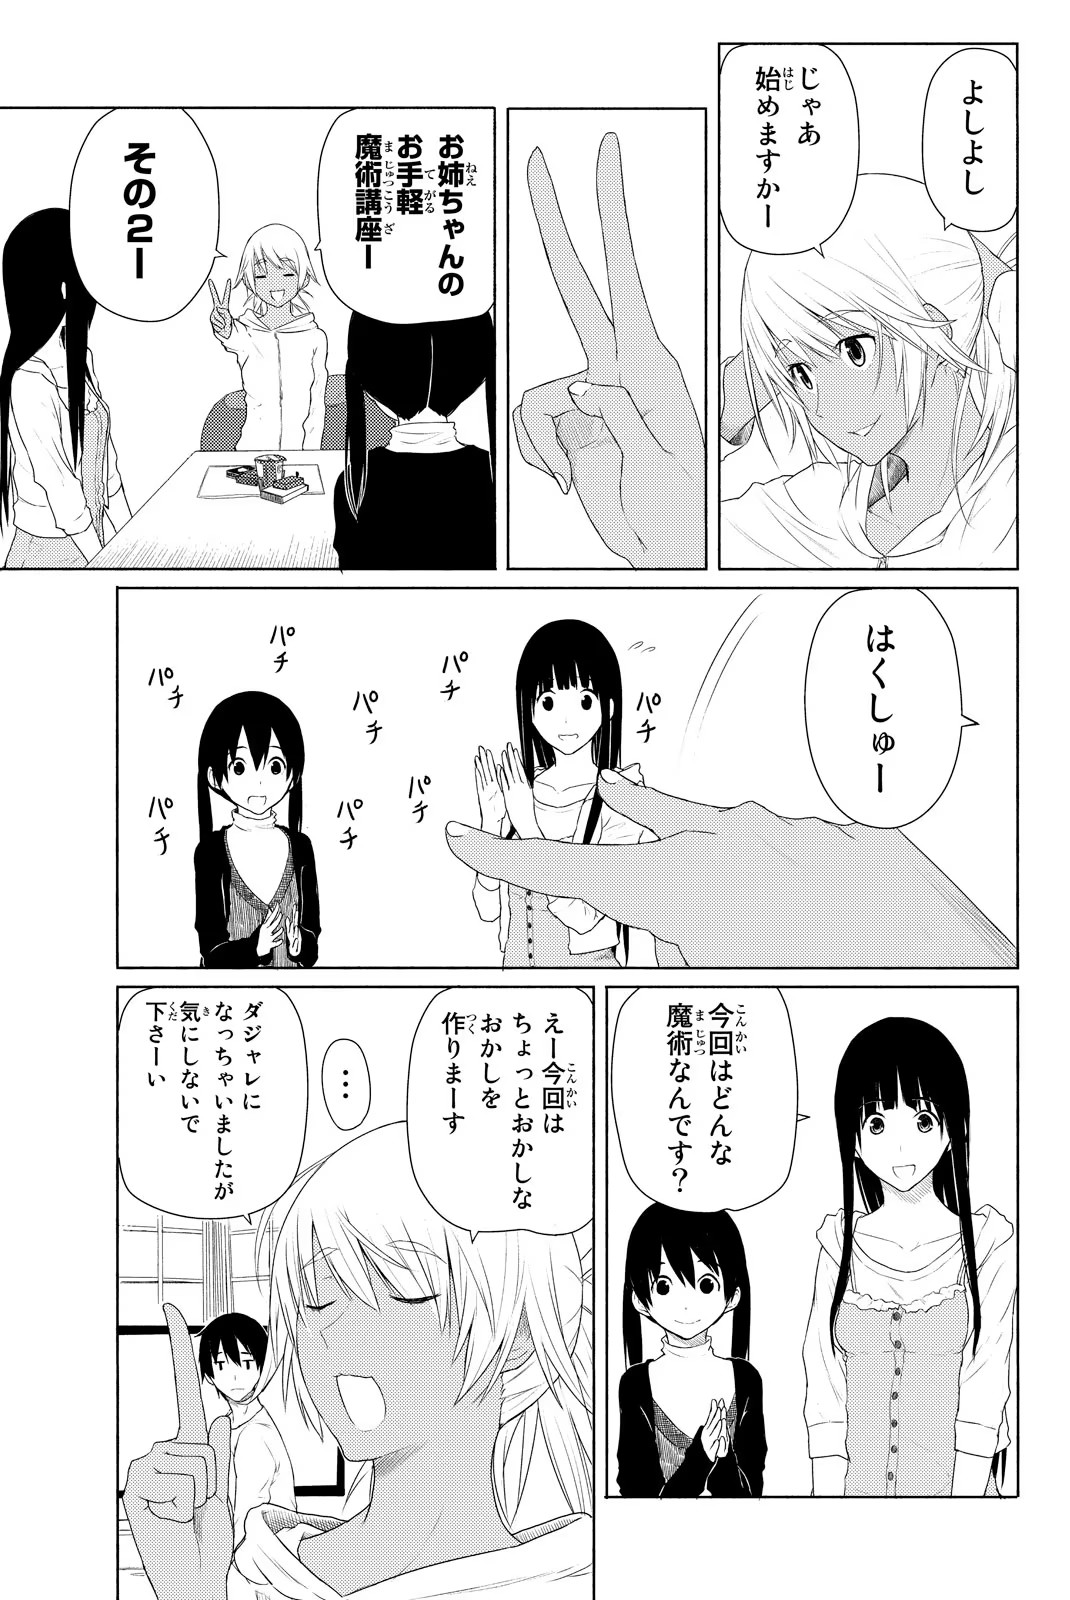 よしよし
じゃあ
始めますかー
お姉ちゃんの
お手軽
魔術講座ー
その2ー
はくしゅー
パチ
パチ
パチ
パチ
パチ
パチ
パチ
今回はどんな
魔術なんです?
えー今回は
ちょっとおかしな
おかしを
作りまーす
…
ダジャレに
なっちゃいましたが
気にしないで
下さーい